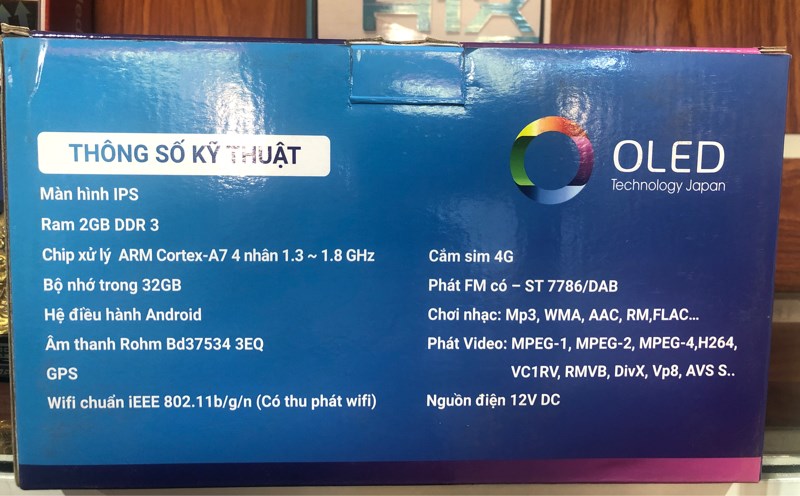 THÔNG SỐ KỸ THUẬT
OLED
Technology Japan
Màn hình IPS
Ram 2GB DDR 3
Chip xử lý ARM Cortex-A7 4 nhân 1.3 ~ 1.8 GHz
Bộ nhớ trong 32GB
Hệ điều hành Android
Âm thanh Rohm Bd37534 3EQ
GPS
Wifi chuẩn iEEE 802.11b/g/n (Có thu phát wifi)
Cắm sim 4G
Phát FM có – ST 7786/DAB
Chơi nhạc: Mp3, WMA, AAC, RM,FLAC...
Phát Video: MPEG-1, MPEG-2, MPEG-4,H264,
VC1RV, RMVB, DivX, Vp8, AVS S..
Nguồn điện 12V DC